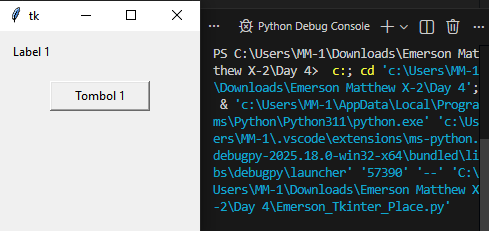 tk
Label 1
Tombol 1
Python Debug Console
PS C:\Users\MM-1\Downloads\Emerson Mat
thew X-2\Day 4>  c:; cd 'c:\Users\MM-1
\Downloads\Emerson Matthew X-2\Day 4';
 & 'c:\Users\MM-1\AppData\Local\Progra
ms\Python\Python311\python.exe' 'c:\Us
ers\MM-1\.vscode\extensions\ms-python.
debugpy-2025.18.0-win32-x64\bundled\li
bs\debugpy\launcher' '57390' '--' 'C:\
Users\MM-1\Downloads\Emerson Matthew X
-2\Day 4\Emerson_Tkinter_Place.py'